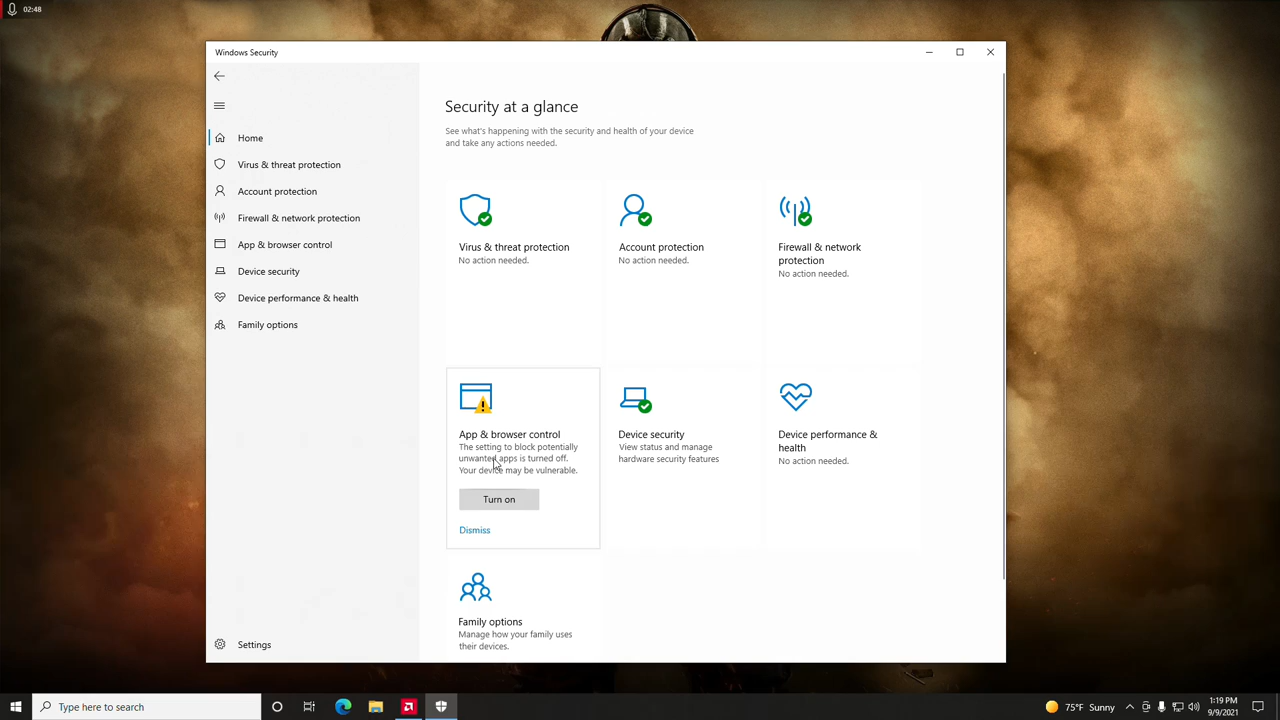 02:48
Windows Security
Home
Virus & threat protection
Account protection
Firewall & network protection
App & browser control
Device security
Device performance & health
Family options
Settings
Security at a glance
See what's happening with the security and health of your device
and take any actions needed.
Virus & threat protection
No action needed.
Account protection
No action needed.
Firewall & network
protection
No action needed.
App & browser control
The setting to block potentially
unwanted apps is turned off.
Your device may be vulnerable.
Turn on
Dismiss
Device security
View status and manage
hardware security features
Device performance &
health
No action needed.
Family options
Manage how your family uses
their devices.
Type here to search
75°F Sunny
1:19 PM
9/9/2021